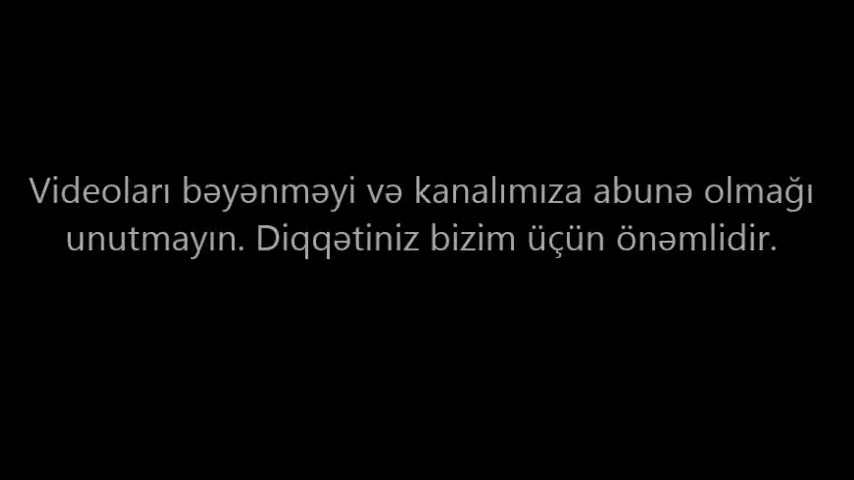 Videoları bəyənməyi və kanalımıza abunə olmağı
unutmayın. Diqqətiniz bizim üçün önəmlidir.